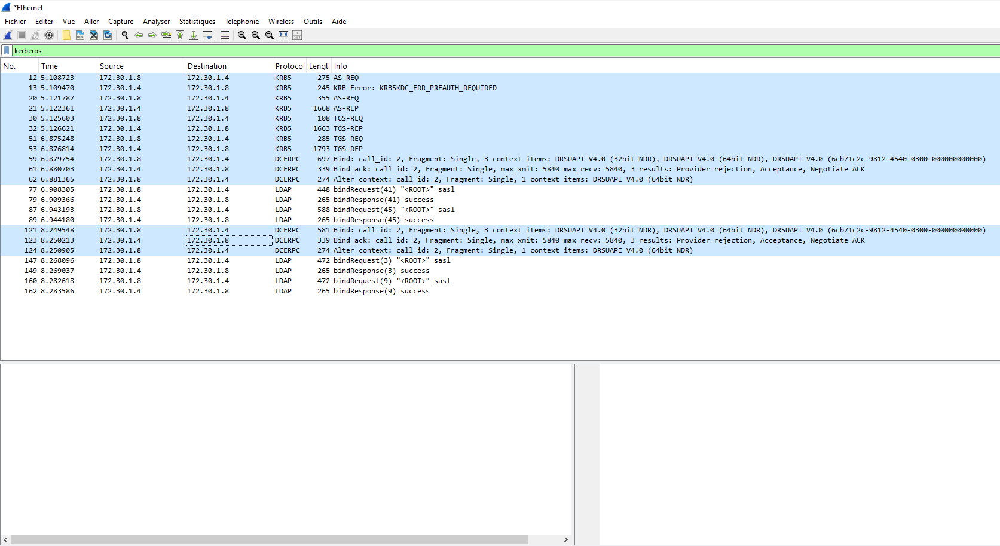 *Ethernet
Fichier Editer Vue Aller Capture Analyser Statistiques Telephonie Wireless Outils Aide
kerberos
No. Time Source Destination Protocol Lengtl Info
12 5.108723 172.30.1.8 172.30.1.4 KRB5 275 AS-REQ
13 5.109470 172.30.1.4 172.30.1.8 KRB5 245 KRB Error: KRB5KDC_ERR_PREAUTH_REQUIRED
20 5.121787 172.30.1.8 172.30.1.4 KRB5 355 AS-REQ
21 5.122361 172.30.1.4 172.30.1.8 KRB5 1668 AS-REP
30 5.125603 172.30.1.8 172.30.1.4 KRB5 108 TGS-REQ
32 5.126621 172.30.1.4 172.30.1.8 KRB5 1663 TGS-REP
51 6.875248 172.30.1.8 172.30.1.4 KRB5 285 TGS-REQ
53 6.876814 172.30.1.4 172.30.1.8 KRB5 1793 TGS-REP
59 6.879754 172.30.1.8 172.30.1.4 DCERPC 697 Bind: call_id: 2, Fragment: Single, 3 context items: DRSUAPI V4.0 (32bit NDR), DRSUAPI V4.0 (64bit NDR), DRSUAPI V4.0 (6cb71c2c-9812-4540-0300-000000000000)
61 6.880703 172.30.1.4 172.30.1.8 DCERPC 339 Bind_ack: call_id: 2, Fragment: Single, max_xmit: 5840 max_recv: 5840, 3 results: Provider rejection, Acceptance, Negotiate ACK
62 6.881365 172.30.1.8 172.30.1.4 DCERPC 274 Alter_context: call_id: 2, Fragment: Single, 1 context items: DRSUAPI V4.0 (64bit NDR)
77 6.908305 172.30.1.8 172.30.1.4 LDAP 448 bindRequest(41) "<ROOT>" sasl
79 6.909366 172.30.1.4 172.30.1.8 LDAP 265 bindResponse(41) success
87 6.943193 172.30.1.8 172.30.1.4 LDAP 588 bindRequest(45) "<ROOT>" sasl
89 6.944180 172.30.1.4 172.30.1.8 LDAP 265 bindResponse(45) success
121 8.249548 172.30.1.8 172.30.1.4 DCERPC 581 Bind: call_id: 2, Fragment: Single, 3 context items: DRSUAPI V4.0 (32bit NDR), DRSUAPI V4.0 (64bit NDR), DRSUAPI V4.0 (6cb71c2c-9812-4540-0300-000000000000)
123 8.250213 172.30.1.4 172.30.1.8 DCERPC 339 Bind_ack: call_id: 2, Fragment: Single, max_xmit: 5840 max_recv: 5840, 3 results: Provider rejection, Acceptance, Negotiate ACK
124 8.250905 172.30.1.8 172.30.1.4 DCERPC 274 Alter_context: call_id: 2, Fragment: Single, 1 context items: DRSUAPI V4.0 (64bit NDR)
147 8.268096 172.30.1.8 172.30.1.4 LDAP 472 bindRequest(3) "<ROOT>" sasl
149 8.269037 172.30.1.4 172.30.1.8 LDAP 265 bindResponse(3) success
160 8.282618 172.30.1.8 172.30.1.4 LDAP 472 bindRequest(9) "<ROOT>" sasl
162 8.283586 172.30.1.4 172.30.1.8 LDAP 265 bindResponse(9) success